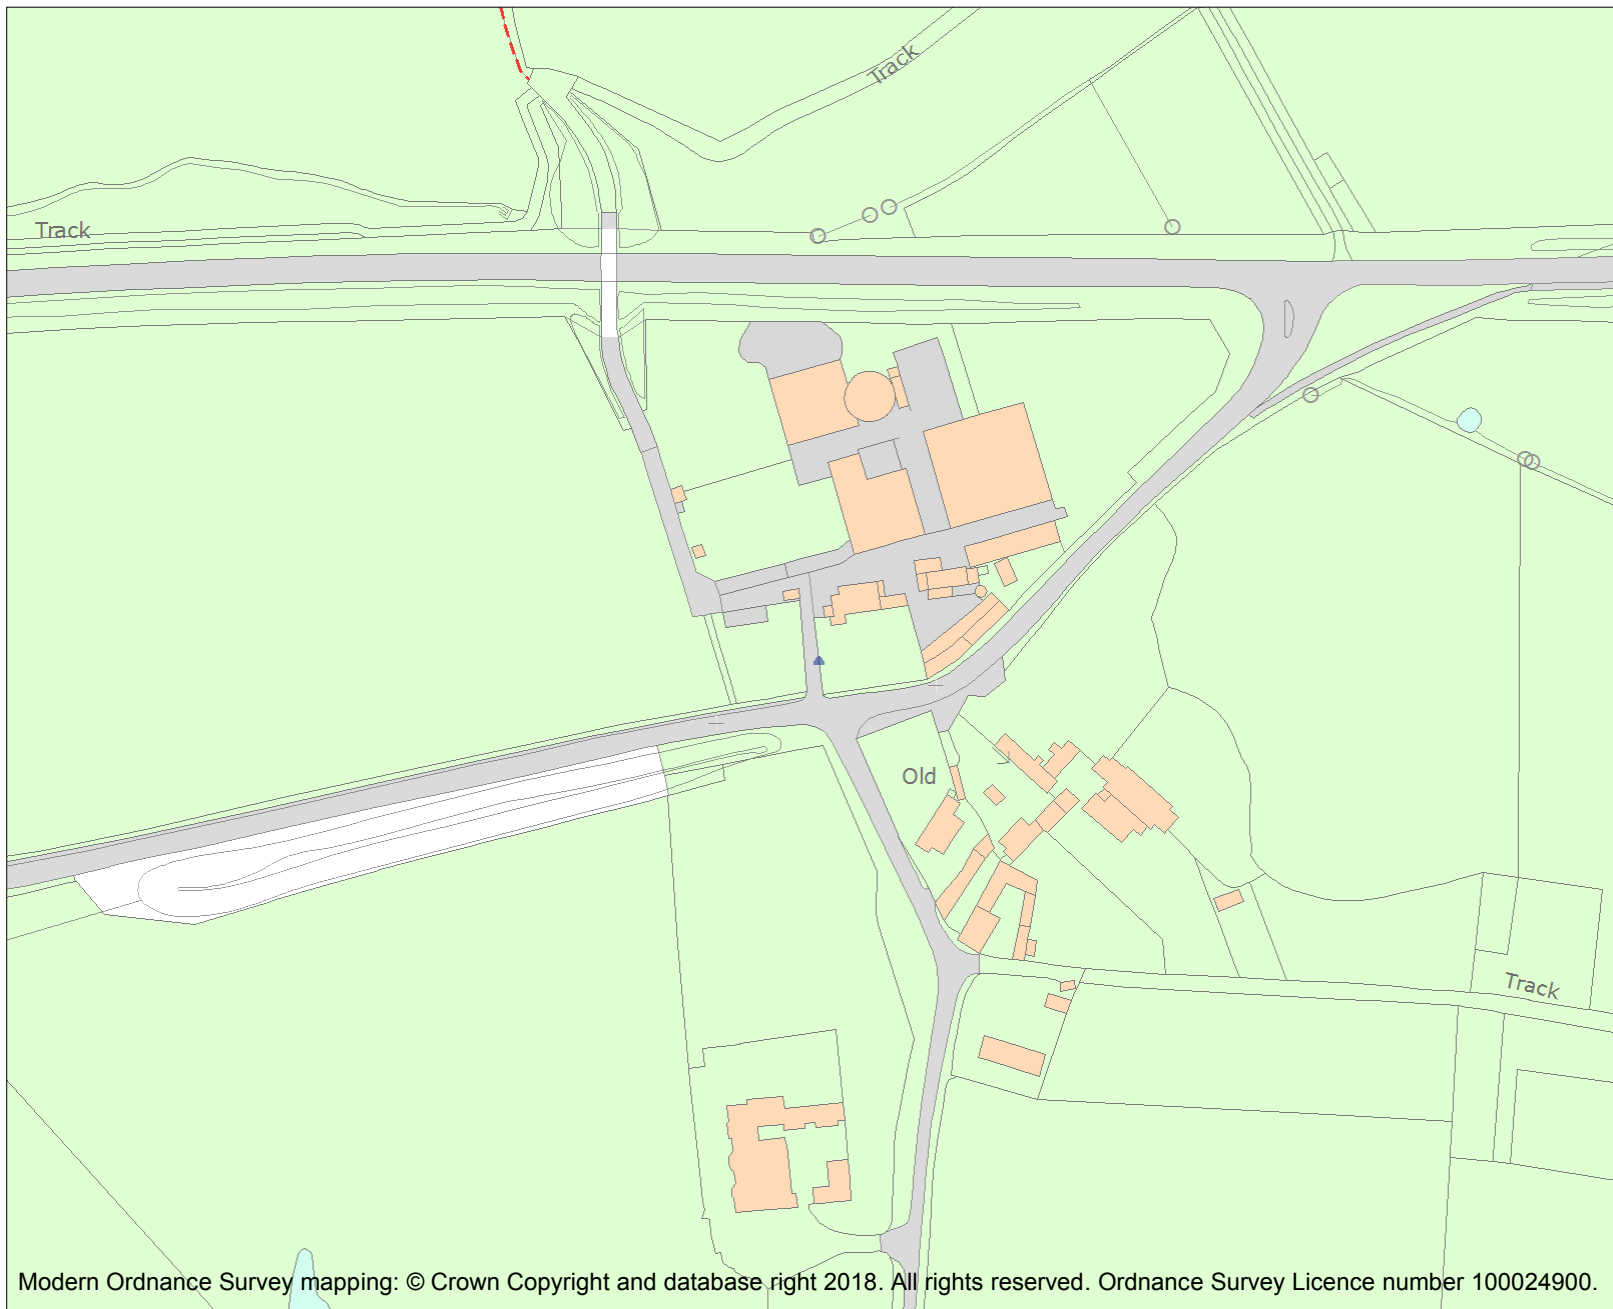 Track
Track
Old
Track
Modern Ordnance Survey mapping: © Crown Copyright and database right 2018. All rights reserved. Ordnance Survey Licence number 100024900.